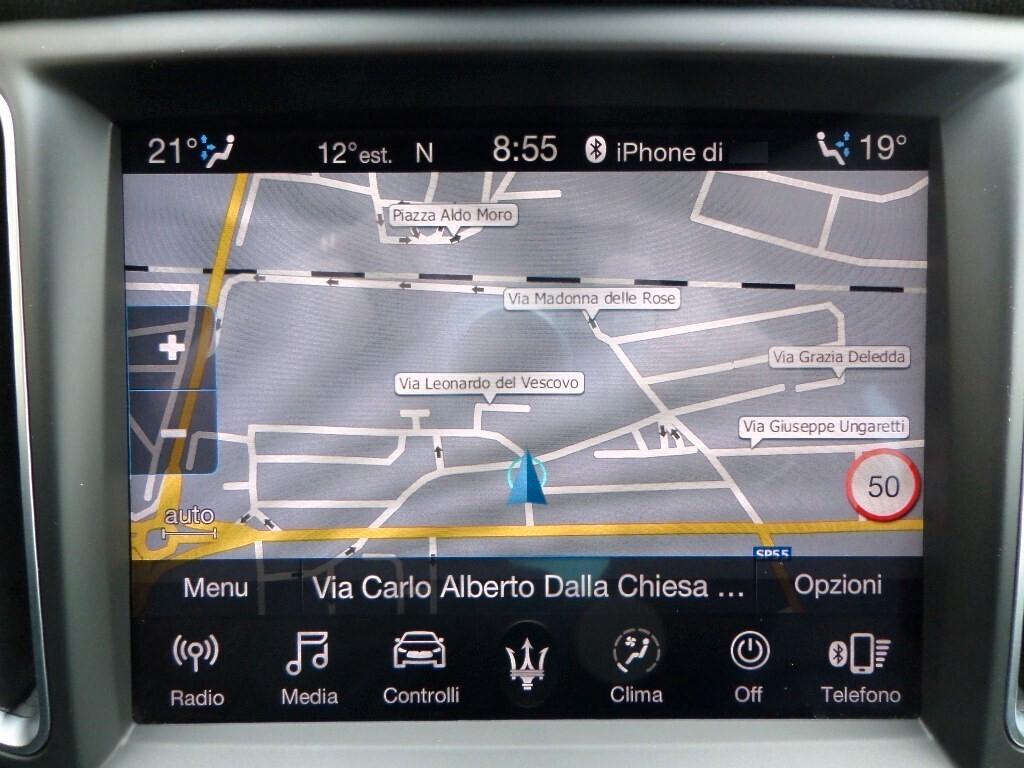 21° 12°est. N 8:55 iPhone di 19°
Piazza Aldo Moro
Via Madonna delle Rose
Via Grazia Deledda
Via Leonardo del Vescovo
Via Giuseppe Ungaretti
50
auto
SP55
Menu Via Carlo Alberto Dalla Chiesa ... Opzioni
Radio Media Controlli Clima Off Telefono